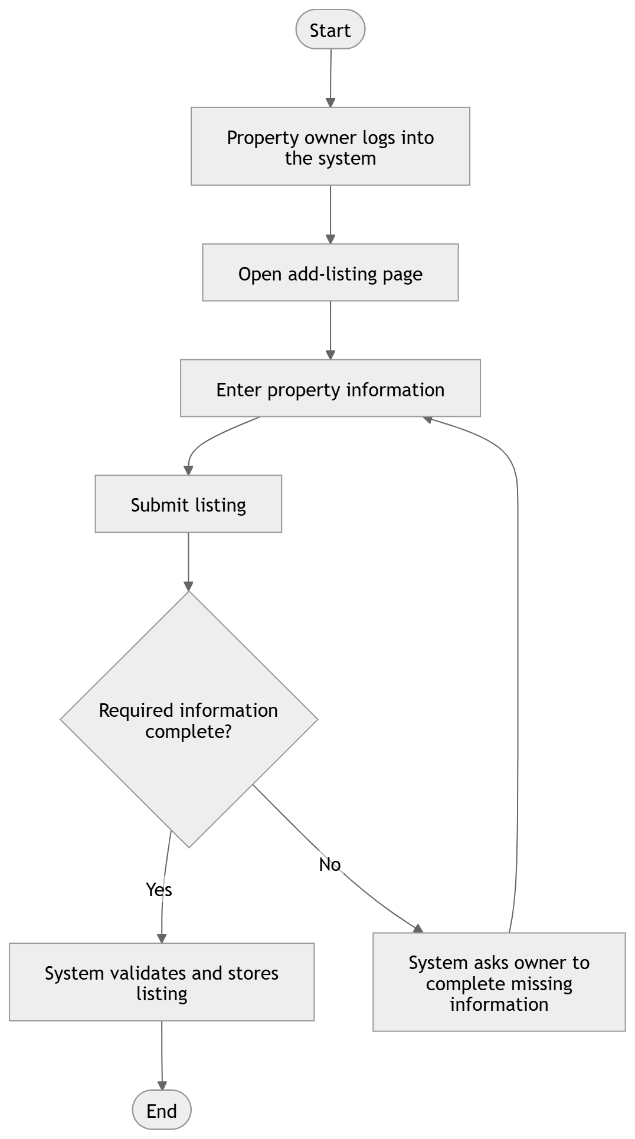 Start
Property owner logs into
the system
Open add-listing page
Enter property information
Submit listing
Required information
complete?
No
Yes
System validates and stores
listing
System asks owner to
complete missing
information
End